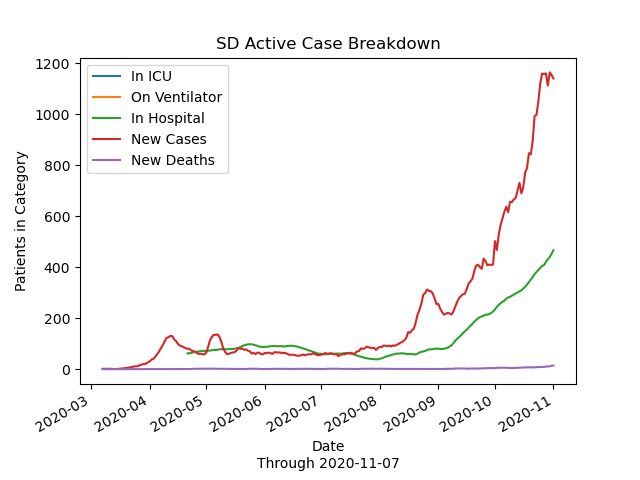 SD Active Case Breakdown
In ICU
On Ventilator
In Hospital
New Cases
New Deaths
Patients in Category
1200
1000
800
600
400
200
0
2020-03
2020-04
2020-05
2020-06
2020-07
2020-08
2020-09
2020-10
2020-11
Date
Through 2020-11-07